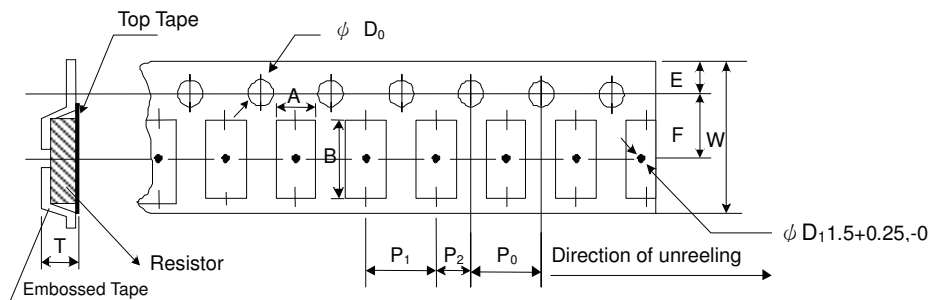 Top Tape
ψ D₀
E
A
F
W
B
ψ D₁ 1.5+0.25,-0
T
P₁
P₂
P₀
Direction of unreeling
Resistor
Embossed Tape